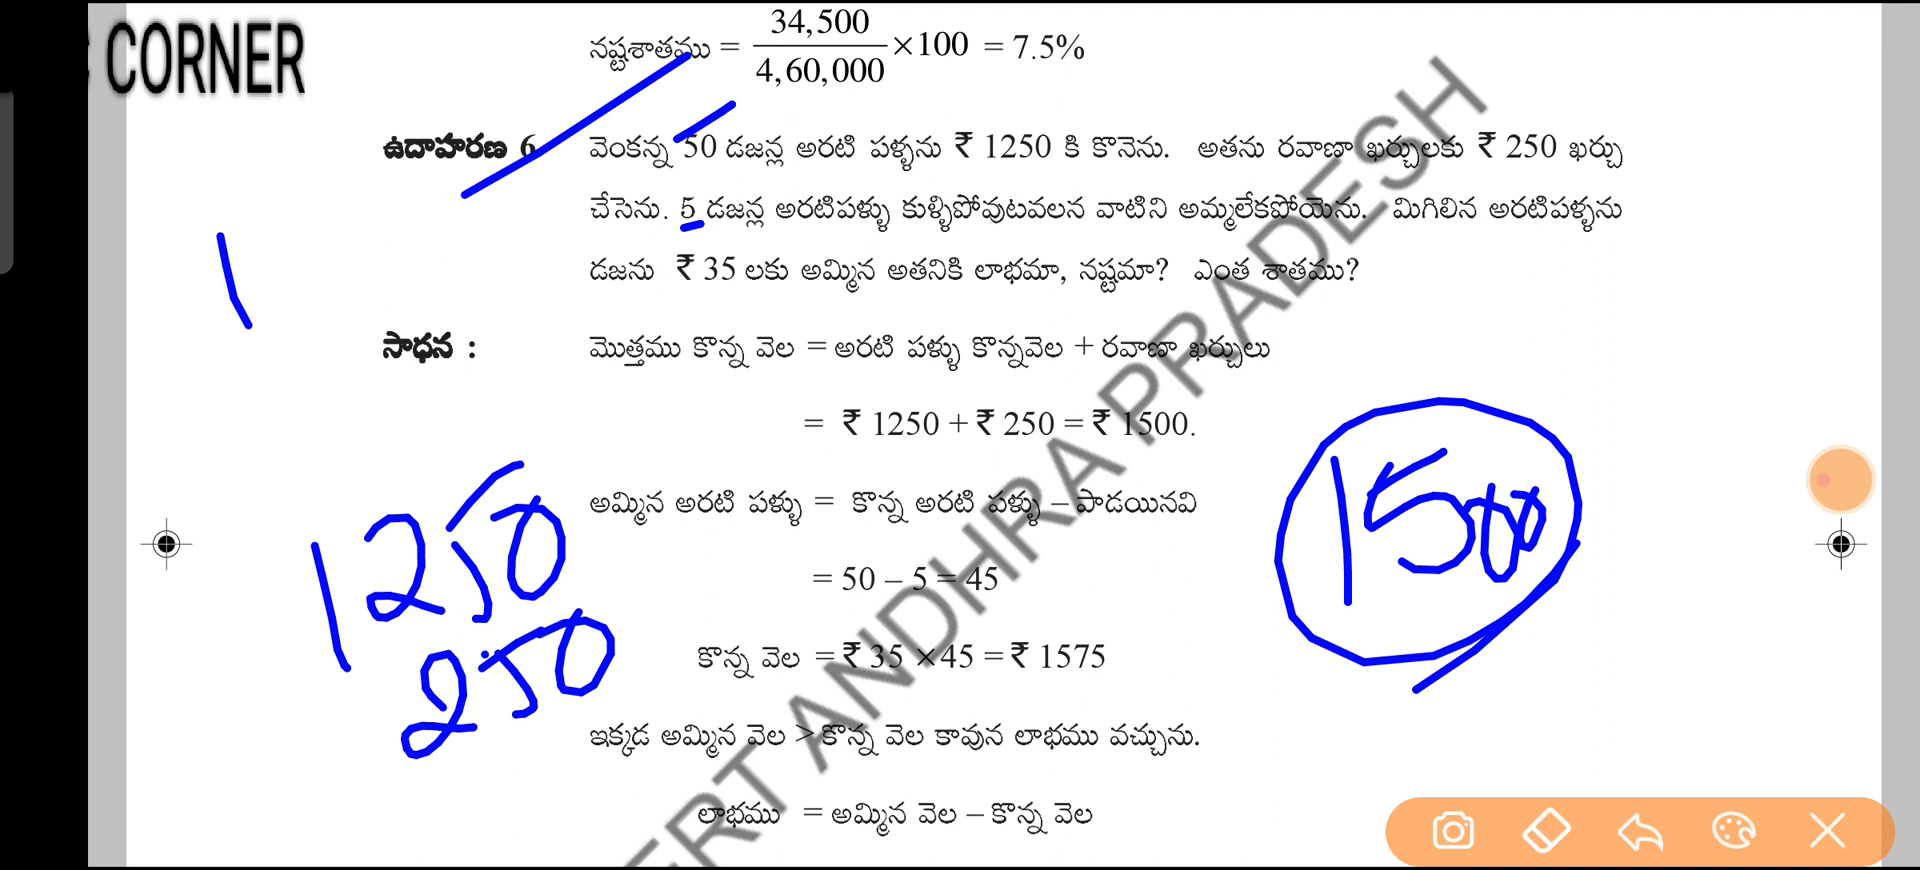 CORNER
నష్టశాతము = 34,500 / 4,60,000 ×100 = 7.5%
ఉదాహరణ 6 వెంకన్న 50 డజన్ల అరటి పళ్ళను ₹ 1250 కి కొనెను. అతను రవాణా ఖర్చులకు ₹ 250 ఖర్చు
చేసెను. 5 డజన్ల అరటిపళ్ళు కుళ్ళిపోవుటవలన వాటిని అమ్మలేకపోయెను. మిగిలిన అరటిపళ్ళను
డజను ₹ 35 లకు అమ్మిన అతనికి లాభమా, నష్టమా? ఎంత శాతము?
సాధన : మొత్తము కొన్న వెల = అరటి పళ్ళు కొన్నవెల + రవాణా ఖర్చులు
= ₹ 1250 + ₹ 250 = ₹ 1500.
అమ్మిన అరటి పళ్ళు = కొన్న అరటి పళ్ళు – పాడయినవి
= 50 – 5 = 45
కొన్న వెల = ₹ 35 ×45 = ₹ 1575
ఇక్కడ అమ్మిన వెల > కొన్న వెల కావున లాభము వచ్చును.
లాభము = అమ్మిన వెల – కొన్న వెల
1250
250
1500
ERT ANDHRA PRADESH